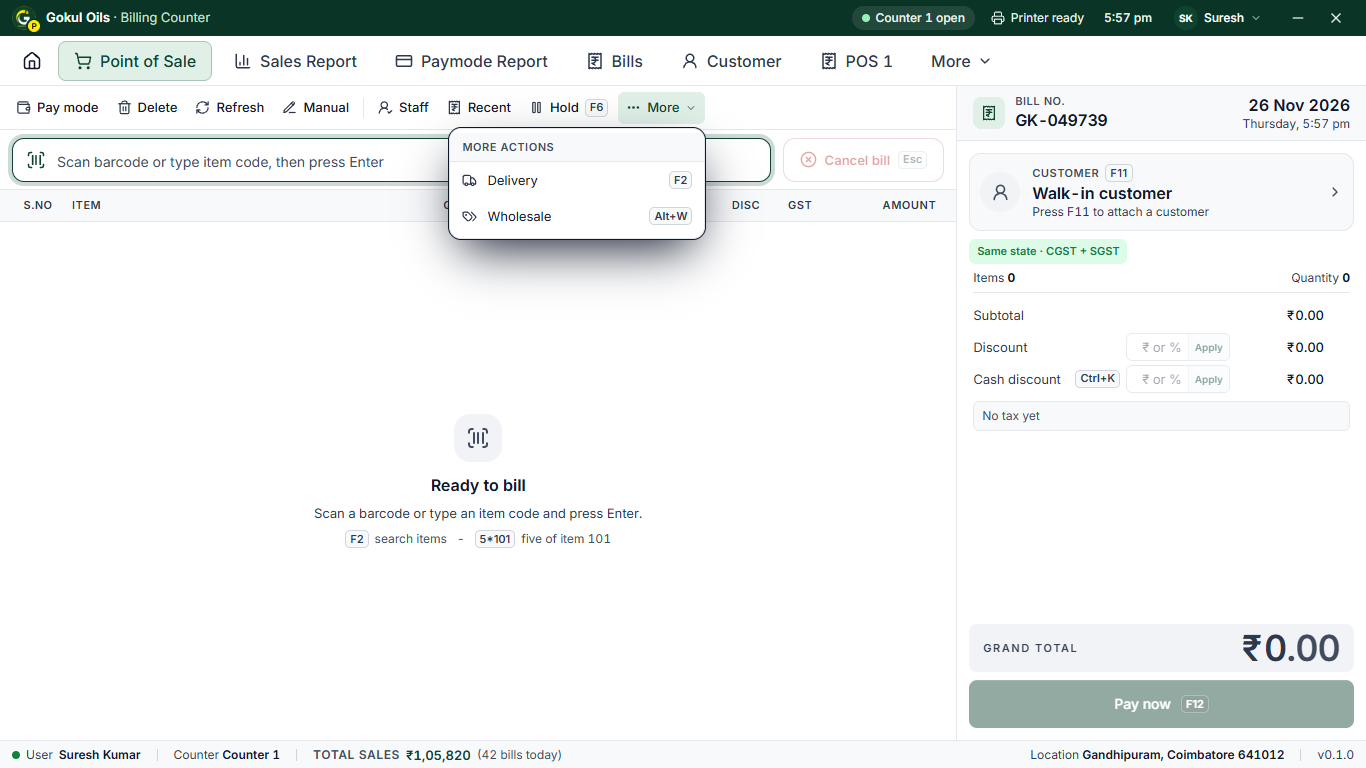 Gokul Oils · Billing Counter
Counter 1 open
Printer ready
5:57 pm
SK Suresh
Point of Sale
Sales Report
Paymode Report
Bills
Customer
POS 1
More
Pay mode
Delete
Refresh
Manual
Staff
Recent
Hold F6
More
BILL NO.
GK-049739
26 Nov 2026
Thursday, 5:57 pm
Scan barcode or type item code, then press Enter
Cancel bill Esc
MORE ACTIONS
Delivery F2
Wholesale Alt+W
S.NO ITEM DISC GST AMOUNT
CUSTOMER F11
Walk-in customer
Press F11 to attach a customer
Same state · CGST + SGST
Items 0 Quantity 0
Subtotal ₹0.00
Discount ₹ or % Apply ₹0.00
Cash discount Ctrl+K ₹ or % Apply ₹0.00
No tax yet
Ready to bill
Scan a barcode or type an item code and press Enter.
F2 search items - 5*101 five of item 101
GRAND TOTAL ₹0.00
Pay now F12
User Suresh Kumar
Counter Counter 1
TOTAL SALES ₹1,05,820 (42 bills today)
Location Gandhipuram, Coimbatore 641012
v0.1.0